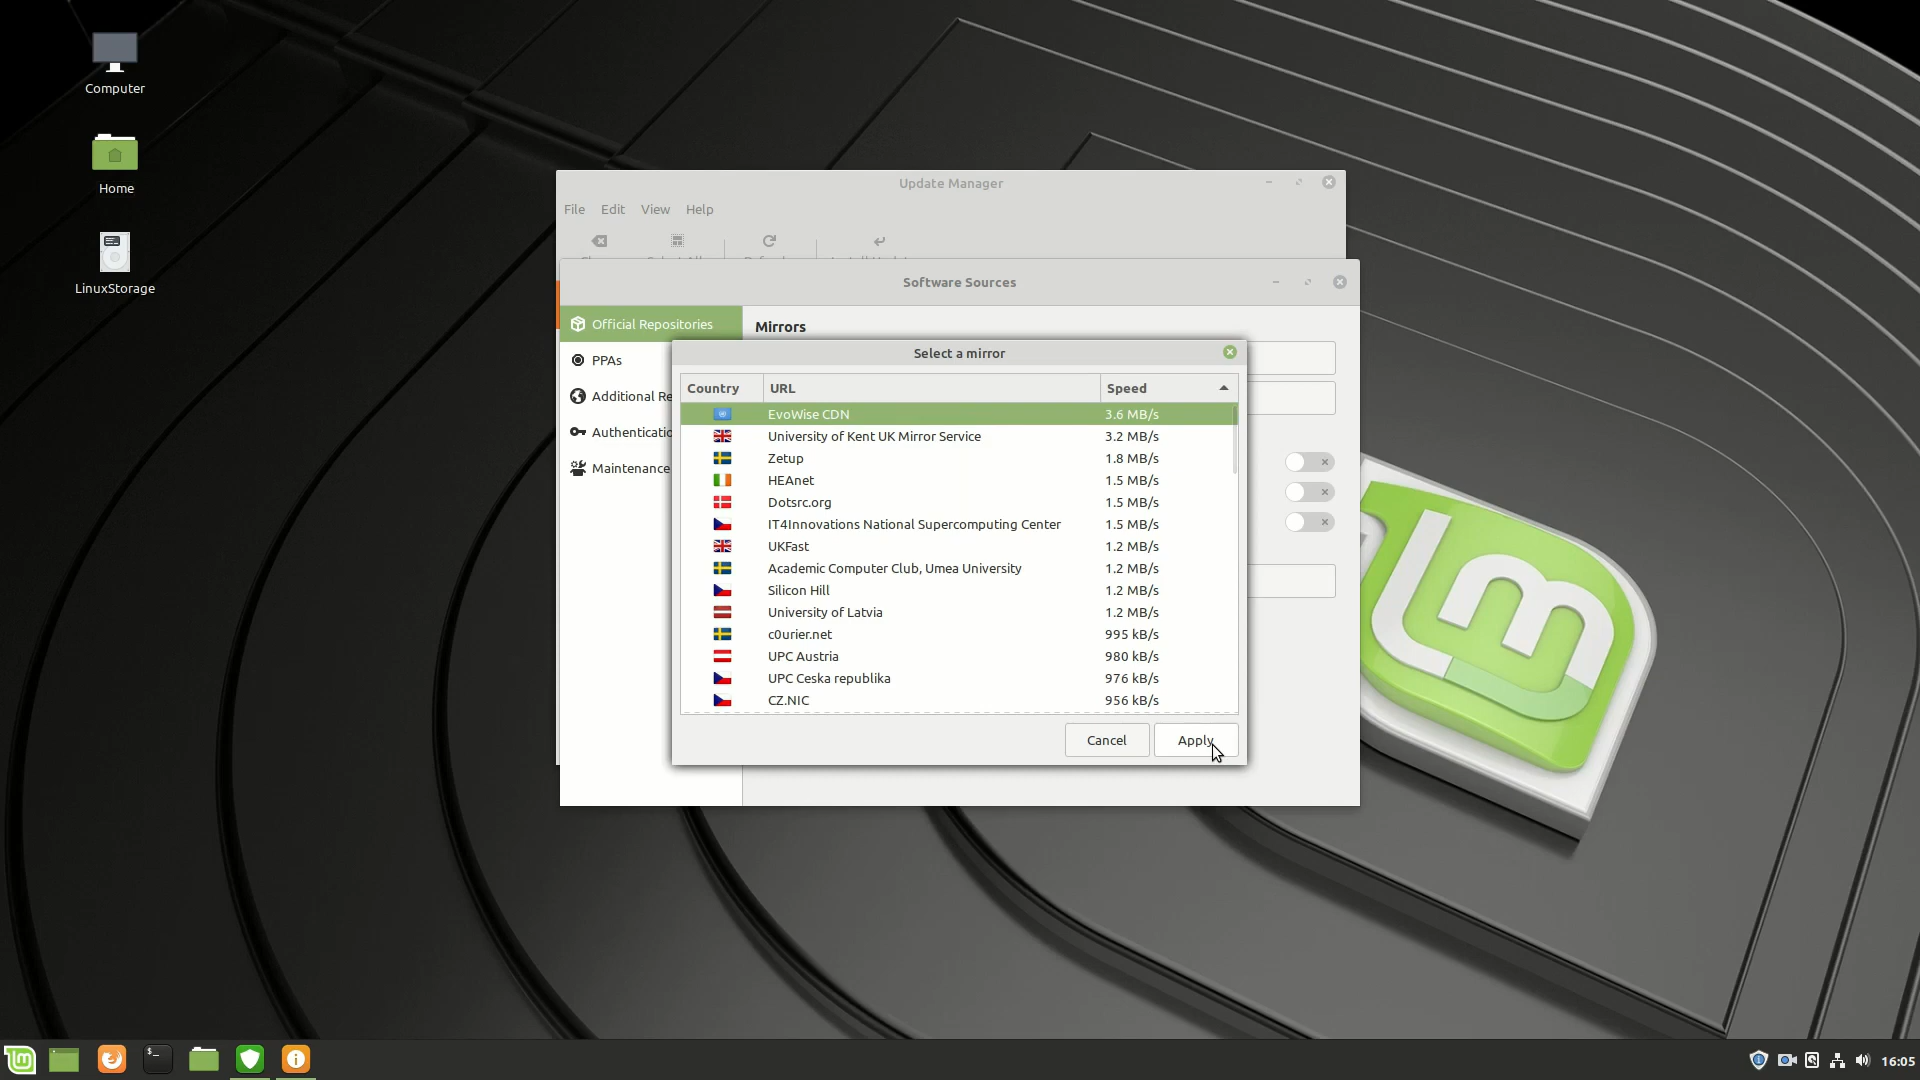 Computer
Home
LinuxStorage
Update Manager
File Edit View Help
Software Sources
Official Repositories
PPAs
Additional Re
Authenticatio
Maintenance
Mirrors
Select a mirror
Country URL Speed
EvoWise CDN 3.6 MB/s
University of Kent UK Mirror Service 3.2 MB/s
Zetup 1.8 MB/s
HEAnet 1.5 MB/s
Dotsrc.org 1.5 MB/s
IT4Innovations National Supercomputing Center 1.5 MB/s
UKFast 1.2 MB/s
Academic Computer Club, Umea University 1.2 MB/s
Silicon Hill 1.2 MB/s
University of Latvia 1.2 MB/s
c0urier.net 995 kB/s
UPC Austria 980 kB/s
UPC Ceska republika 976 kB/s
CZ.NIC 956 kB/s
Cancel Apply
16:05